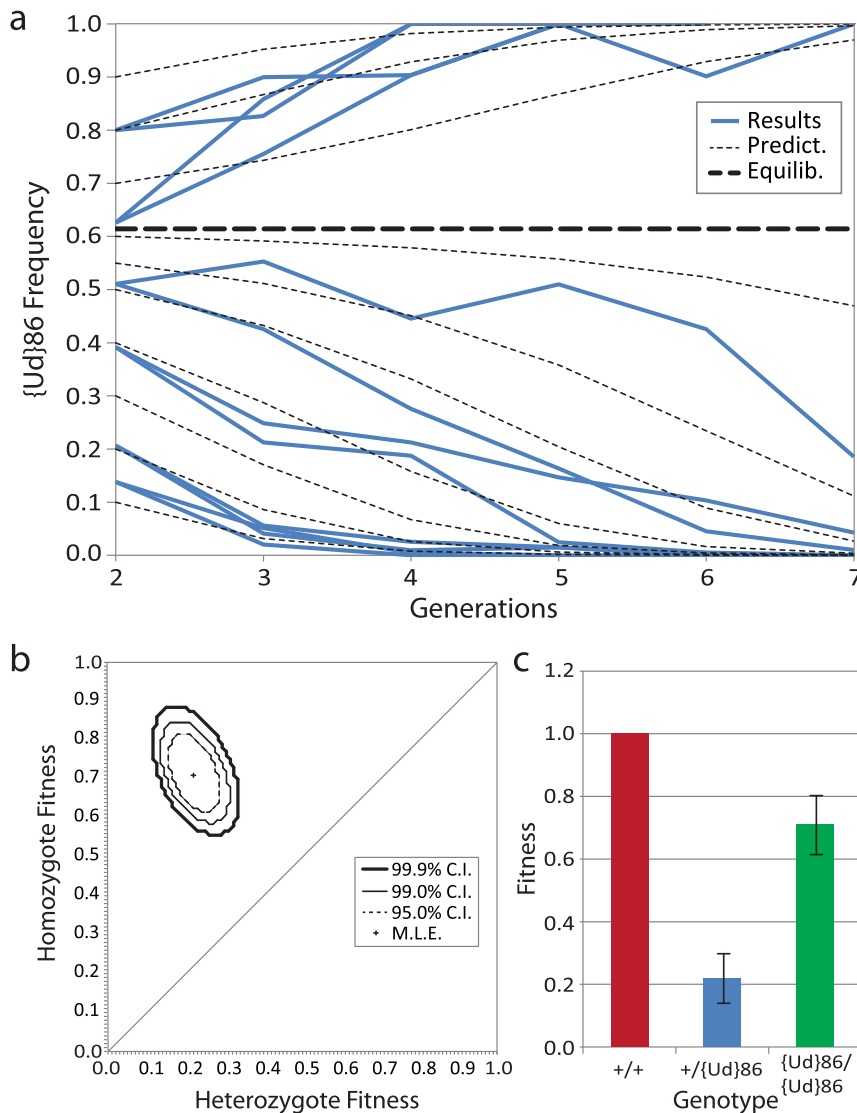 a
1.0
0.9
0.8
0.7
0.6
0.5
0.4
0.3
0.2
0.1
0.0
{Ud}86 Frequency
Results
Predict.
Equilib.
2 3 4 5 6 7
Generations
b
1.0
0.9
0.8
0.7
0.6
0.5
0.4
0.3
0.2
0.1
0.0
Homozygote Fitness
99.9% C.I.
99.0% C.I.
95.0% C.I.
M.L.E.
0.0 0.1 0.2 0.3 0.4 0.5 0.6 0.7 0.8 0.9 1.0
Heterozygote Fitness
c
1.2
1.0
0.8
0.6
0.4
0.2
0.0
Fitness
+/+ +/{Ud}86 {Ud}86/
{Ud}86
Genotype